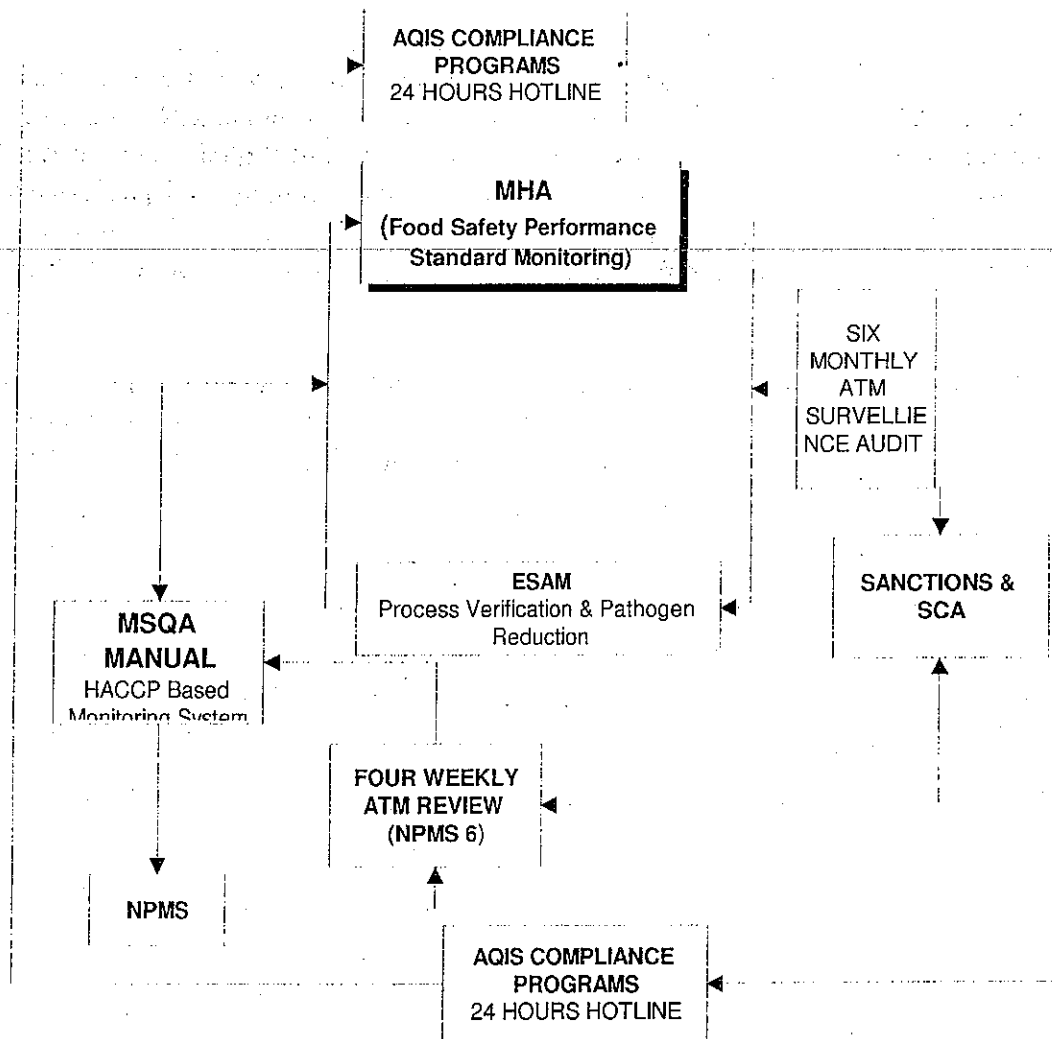 AQIS COMPLIANCE
PROGRAMS
24 HOURS HOTLINE
MHA
(Food Safety Performance
Standard Monitoring)
SIX
MONTHLY
ATM
SURVELLIE
NCE AUDIT
ESAM
Process Verification & Pathogen
Reduction
SANCTIONS &
SCA
MSQA
MANUAL
HACCP Based
Monitoring System
FOUR WEEKLY
ATM REVIEW
(NPMS 6)
NPMS
AQIS COMPLIANCE
PROGRAMS
24 HOURS HOTLINE